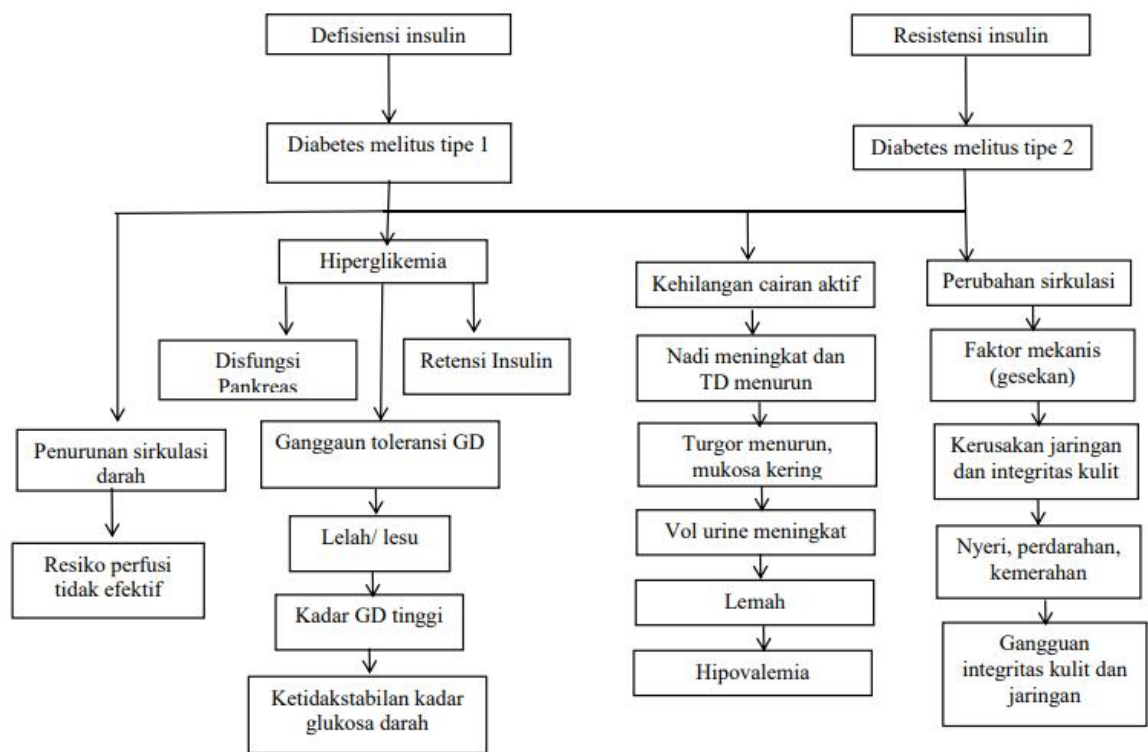 Defisiensi insulin
Resistensi insulin
Diabetes melitus tipe 1
Diabetes melitus tipe 2
Hiperglikemia
Kehilangan cairan aktif
Perubahan sirkulasi
Disfungsi
Pankreas
Retensi Insulin
Nadi meningkat dan
TD menurun
Faktor mekanis
(gesekan)
Penurunan sirkulasi
darah
Ganggaun toleransi GD
Turgor menurun,
mukosa kering
Kerusakan jaringan
dan integritas kulit
Resiko perfusi
tidak efektif
Lelah/ lesu
Vol urine meningkat
Nyeri, perdarahan,
kemerahan
Kadar GD tinggi
Lemah
Ketidakstabilan kadar
glukosa darah
Hipovalemia
Gangguan
integritas kulit dan
jaringan